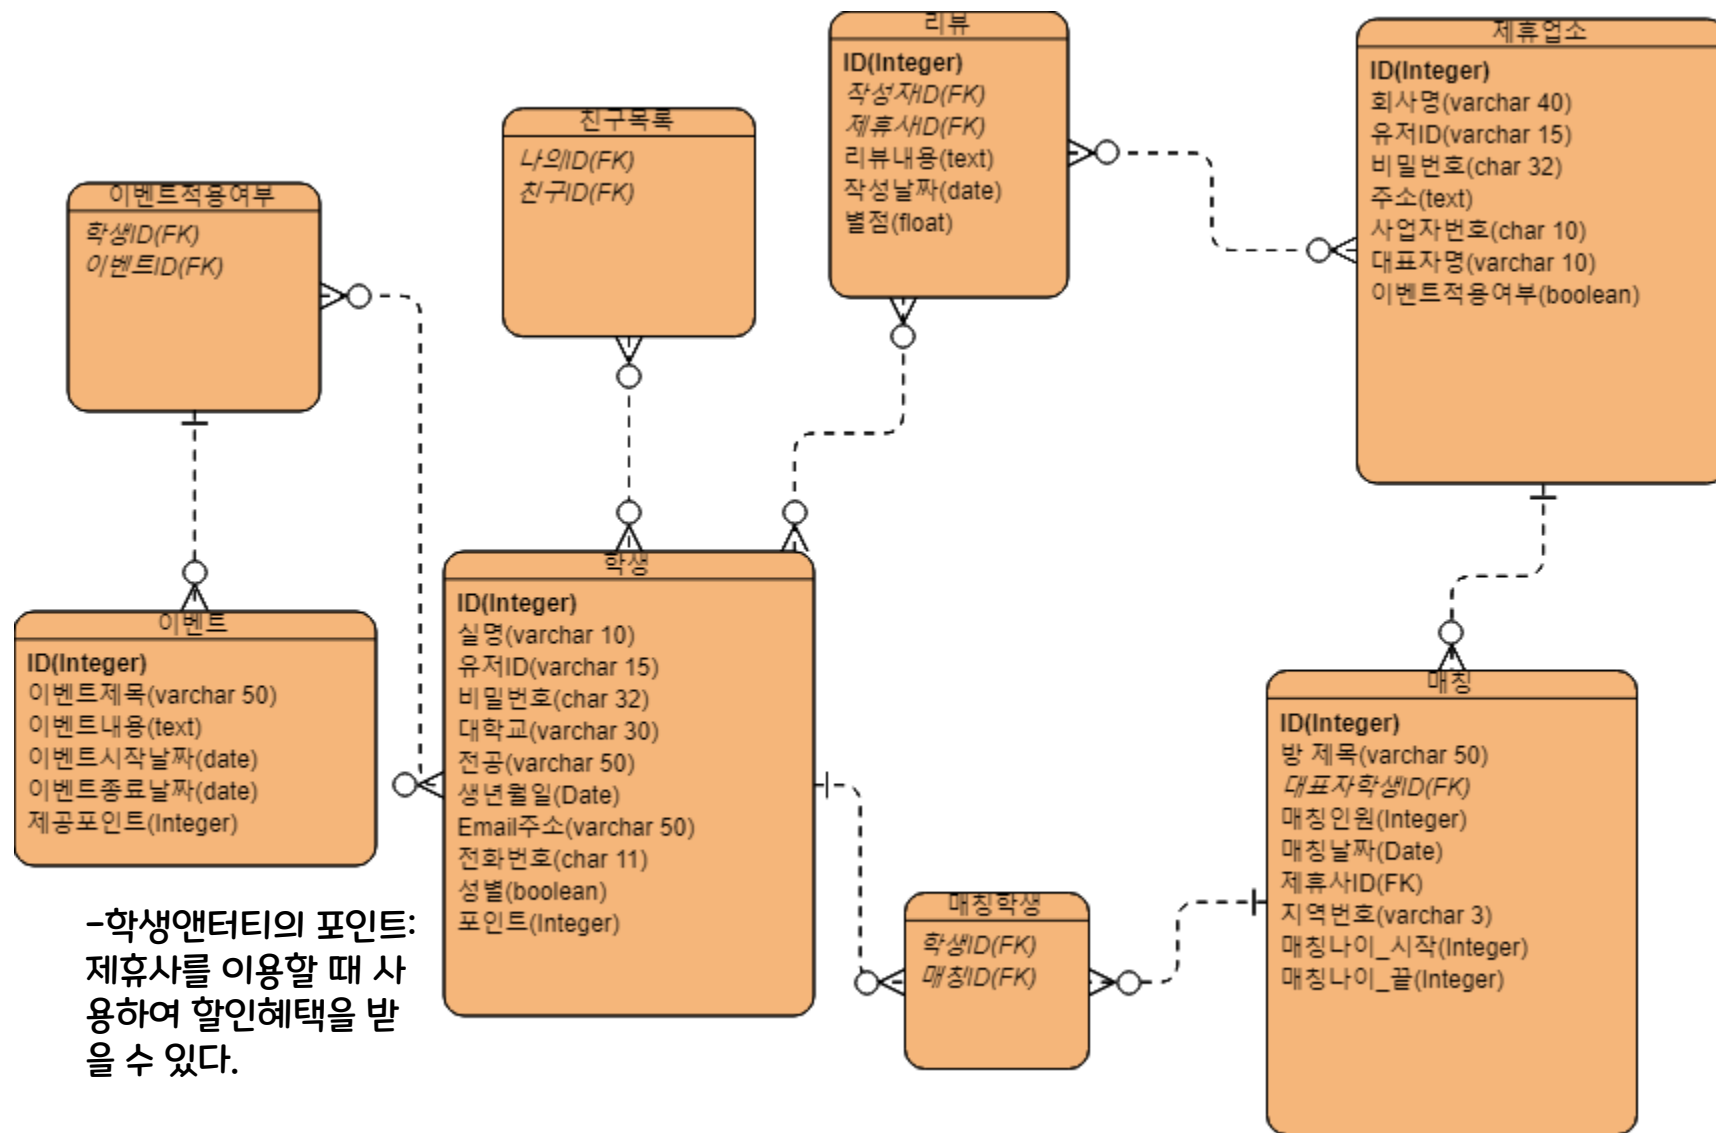 이벤트적용여부
학생ID(FK)
이벤트ID(FK)
친구목록
나의ID(FK)
친구ID(FK)
리뷰
ID(Integer)
작성자ID(FK)
제휴사ID(FK)
리뷰내용(text)
작성날짜(date)
별점(float)
제휴업소
ID(Integer)
회사명(varchar 40)
유저ID(varchar 15)
비밀번호(char 32)
주소(text)
사업자번호(char 10)
대표자명(varchar 10)
이벤트적용여부(boolean)
이벤트
ID(Integer)
이벤트제목(varchar 50)
이벤트내용(text)
이벤트시작날짜(date)
이벤트종료날짜(date)
제공포인트(Integer)
학생
ID(Integer)
실명(varchar 10)
유저ID(varchar 15)
비밀번호(char 32)
대학교(varchar 30)
전공(varchar 50)
생년월일(Date)
Email주소(varchar 50)
전화번호(char 11)
성별(boolean)
포인트(Integer)
매칭학생
학생ID(FK)
매칭ID(FK)
매칭
ID(Integer)
방 제목(varchar 50)
대표자학생ID(FK)
매칭인원(Integer)
매칭날짜(Date)
제휴사ID(FK)
지역번호(varchar 3)
매칭나이_시작(Integer)
매칭나이_끝(Integer)
-학생앤터티의 포인트:
제휴사를 이용할 때 사
용하여 할인혜택을 받
을 수 있다.